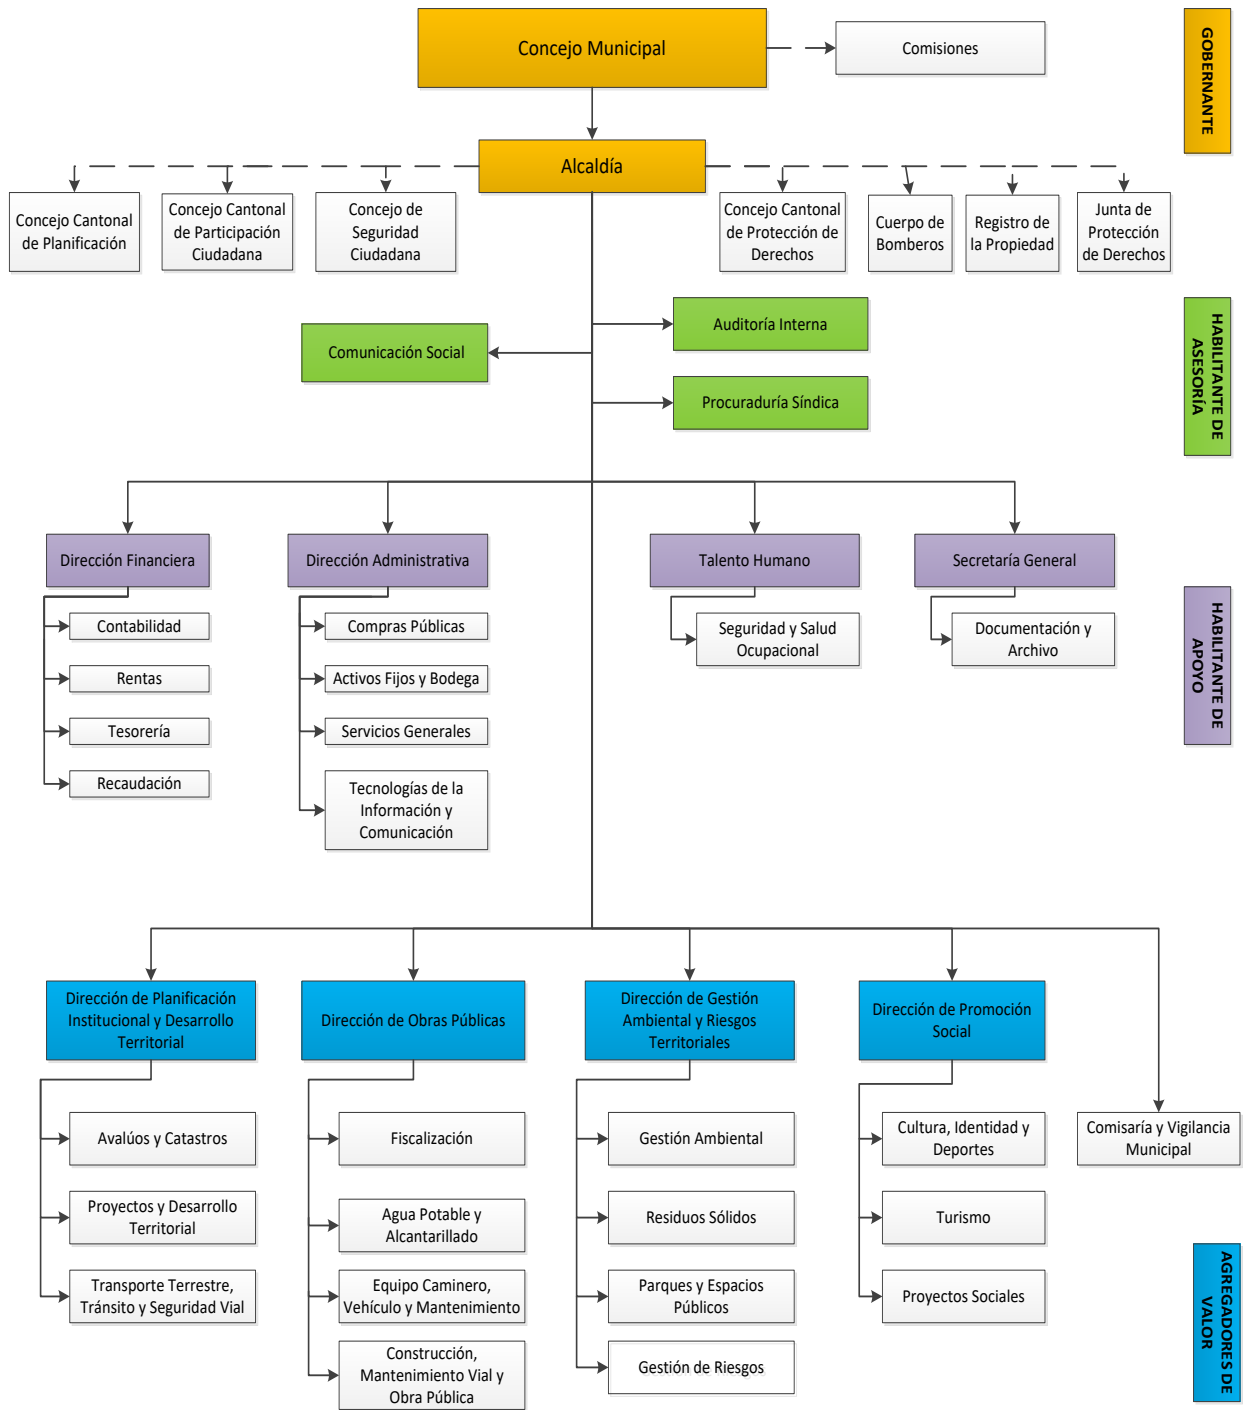 Concejo Municipal
Comisiones
GOBERNANTE
Alcaldía
Concejo Cantonal
de Planificación
Concejo Cantonal
de Participación
Ciudadana
Concejo de
Seguridad
Ciudadana
Concejo Cantonal
de Protección de
Derechos
Cuerpo de
Bomberos
Registro de
la Propiedad
Junta de
Protección
de Derechos
Auditoría Interna
Comunicación Social
Procuraduría Síndica
HABILITANTE DE
ASESORÍA
Dirección Financiera
Dirección Administrativa
Talento Humano
Secretaría General
Contabilidad
Rentas
Tesorería
Recaudación
Compras Públicas
Activos Fijos y Bodega
Servicios Generales
Tecnologías de la
Información y
Comunicación
Seguridad y Salud
Ocupacional
Documentación y
Archivo
HABILITANTE DE
APOYO
Dirección de Planificación
Institucional y Desarrollo
Territorial
Dirección de Obras Públicas
Dirección de Gestión
Ambiental y Riesgos
Territoriales
Dirección de Promoción
Social
Avalúos y Catastros
Proyectos y Desarrollo
Territorial
Transporte Terrestre,
Tránsito y Seguridad Vial
Fiscalización
Agua Potable y
Alcantarillado
Equipo Caminero,
Vehículo y Mantenimiento
Construcción,
Mantenimiento Vial y
Obra Pública
Gestión Ambiental
Residuos Sólidos
Parques y Espacios
Públicos
Gestión de Riesgos
Cultura, Identidad y
Deportes
Turismo
Proyectos Sociales
Comisaría y Vigilancia
Municipal
AGREGADORES DE
VALOR